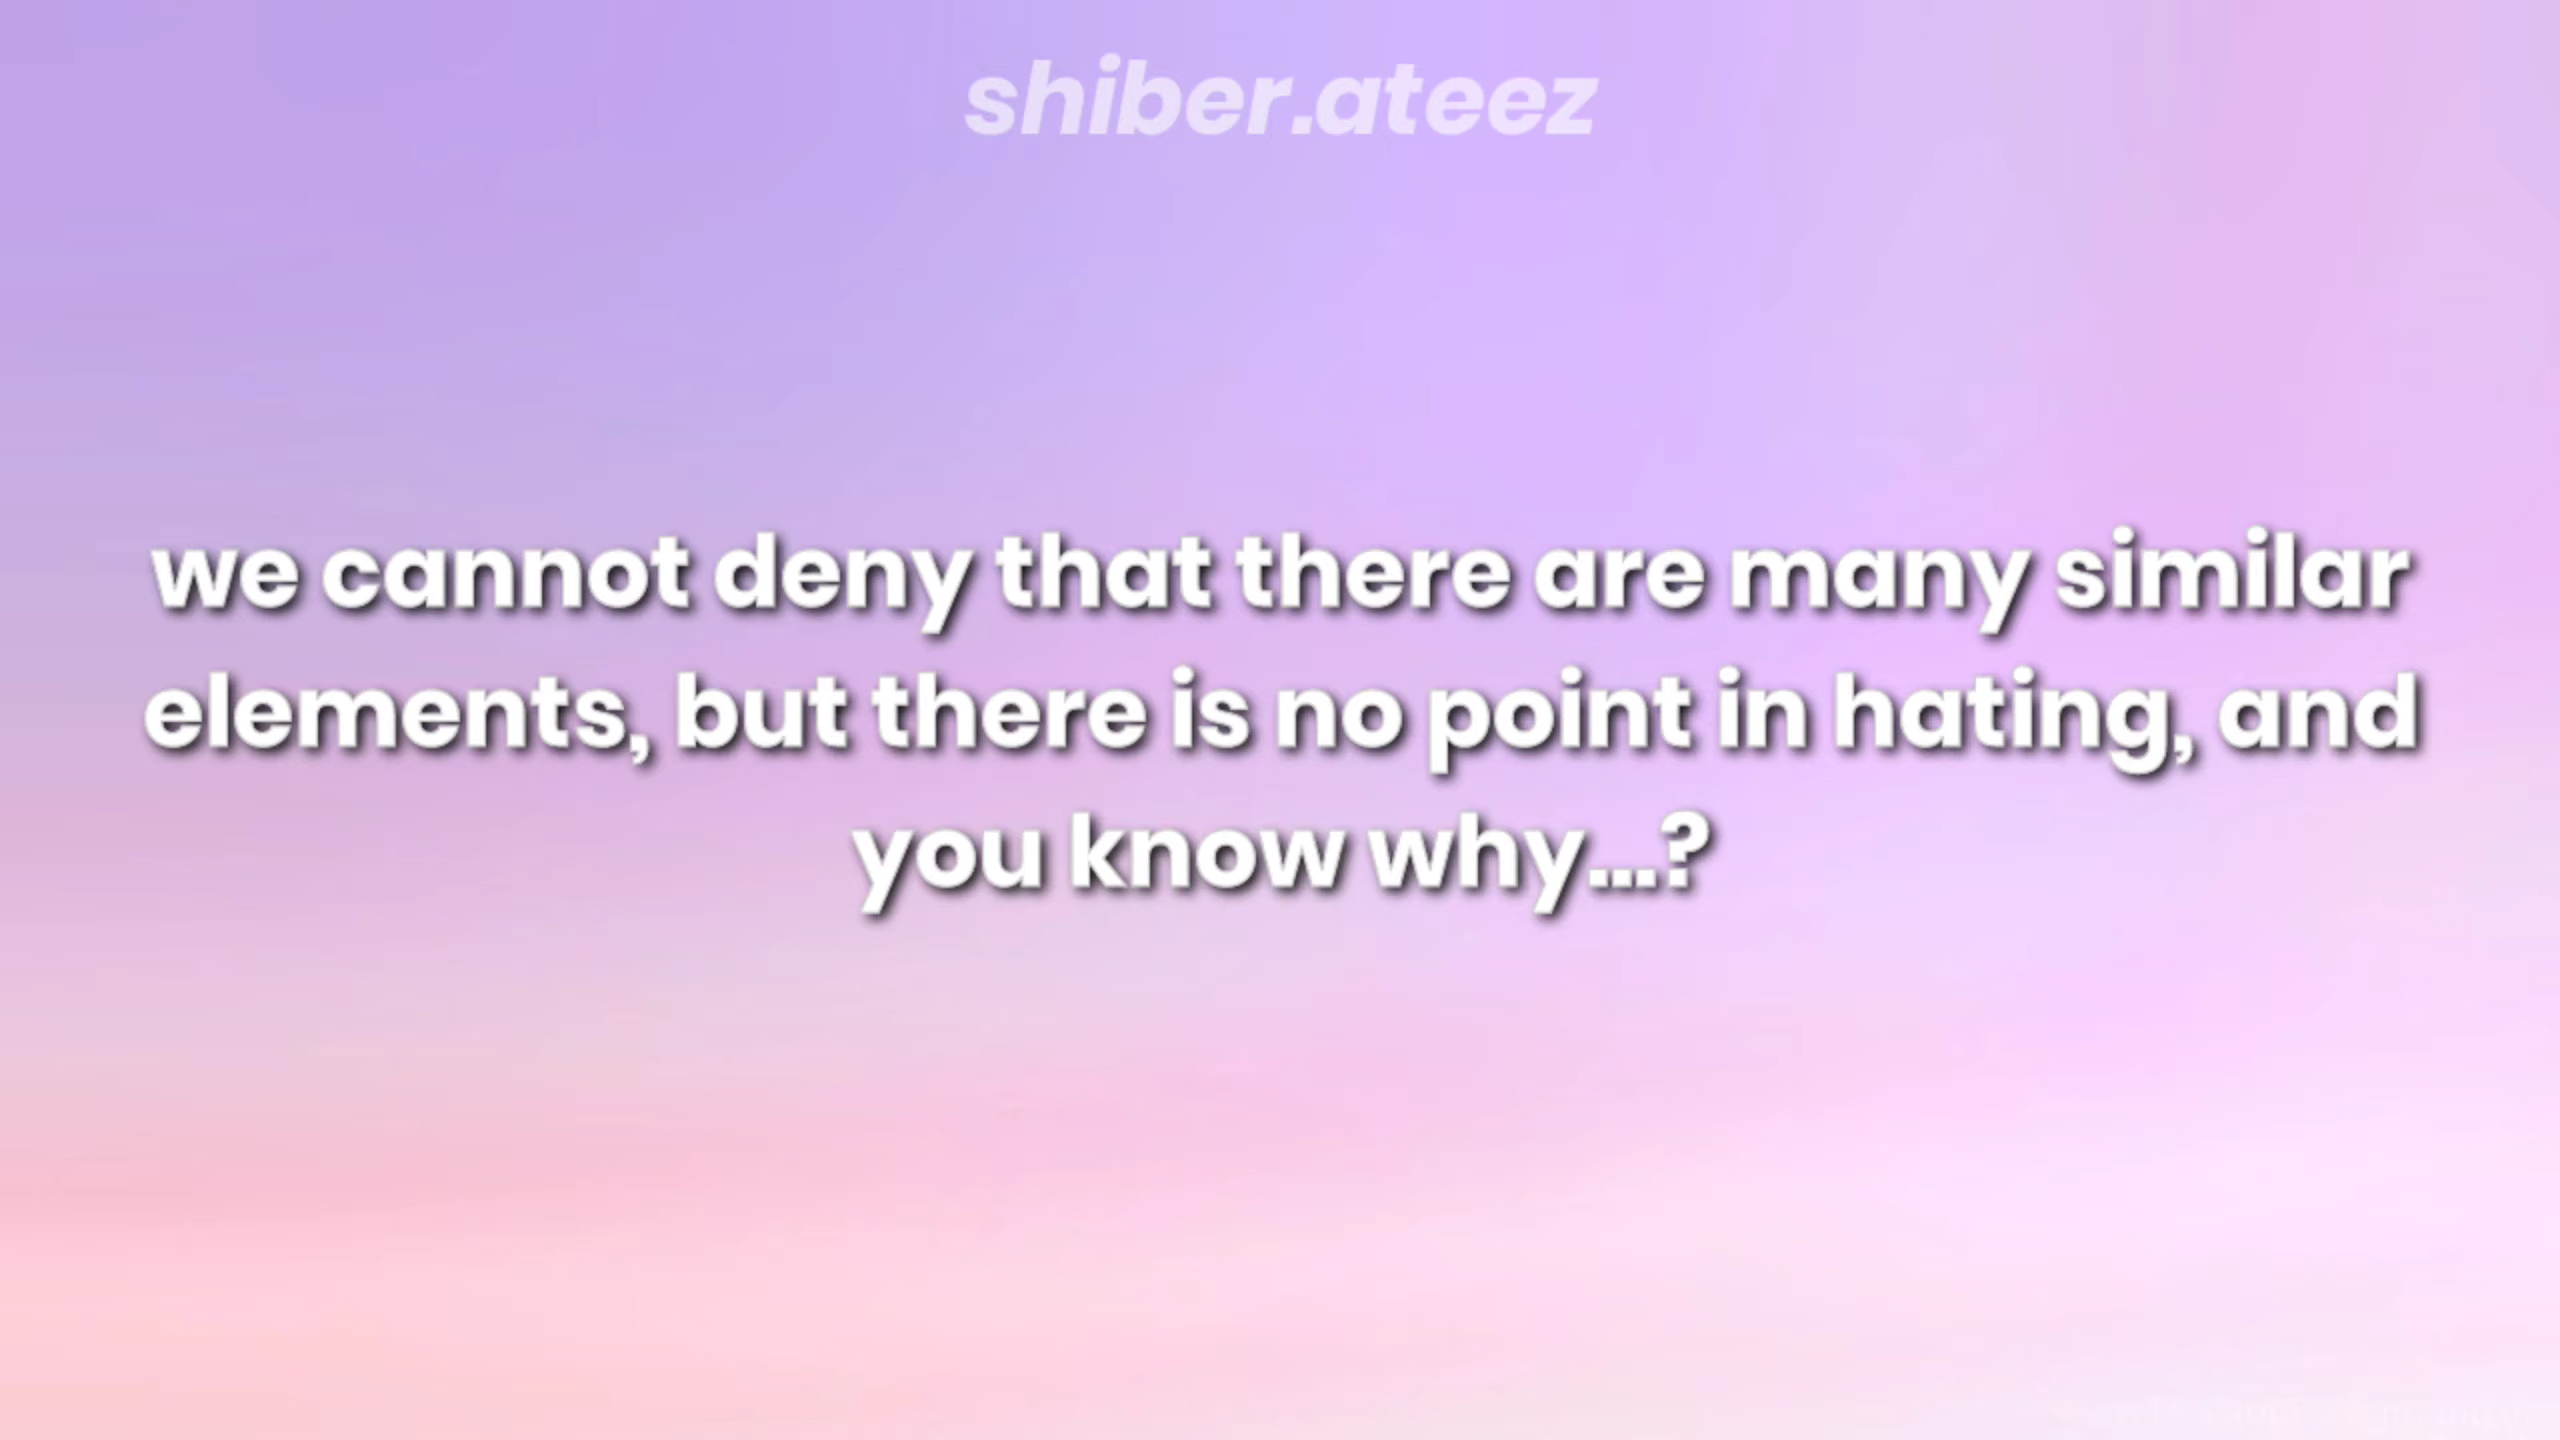 shiber.ateez
we cannot deny that there are many similar
elements, but there is no point in hating, and
you know why...?